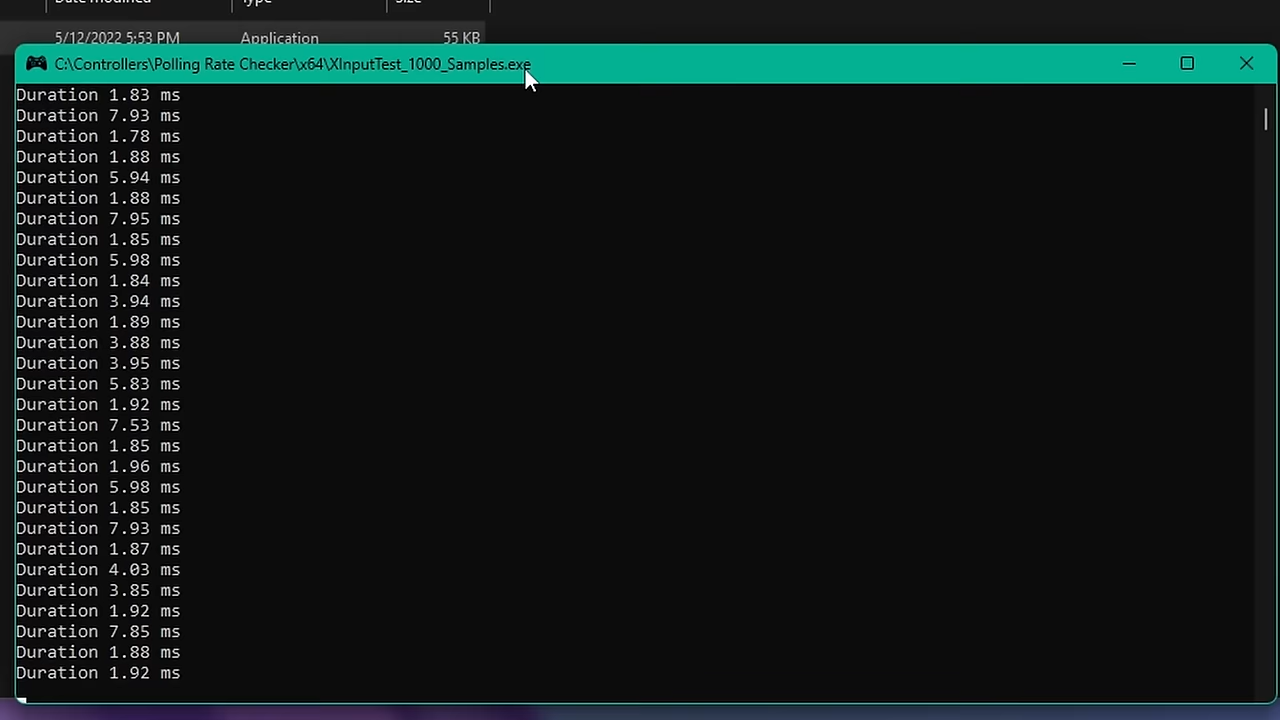 Date modified Type Size
5/12/2022 5:53 PM Application 55 KB
C:\Controllers\Polling Rate Checker\x64\XInputTest_1000_Samples.exe
Duration 1.83 ms
Duration 7.93 ms
Duration 1.78 ms
Duration 1.88 ms
Duration 5.94 ms
Duration 1.88 ms
Duration 7.95 ms
Duration 1.85 ms
Duration 5.98 ms
Duration 1.84 ms
Duration 3.94 ms
Duration 1.89 ms
Duration 3.88 ms
Duration 3.95 ms
Duration 5.83 ms
Duration 1.92 ms
Duration 7.53 ms
Duration 1.85 ms
Duration 1.96 ms
Duration 5.98 ms
Duration 1.85 ms
Duration 7.93 ms
Duration 1.87 ms
Duration 4.03 ms
Duration 3.85 ms
Duration 1.92 ms
Duration 7.85 ms
Duration 1.88 ms
Duration 1.92 ms